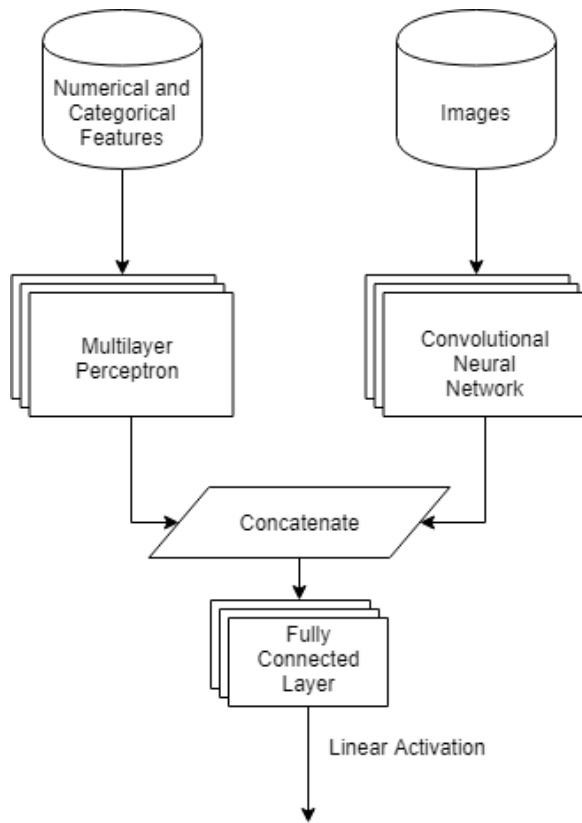 Numerical and
Categorical
Features
Images
Multilayer
Perceptron
Convolutional
Neural
Network
Concatenate
Fully
Connected
Layer
Linear Activation